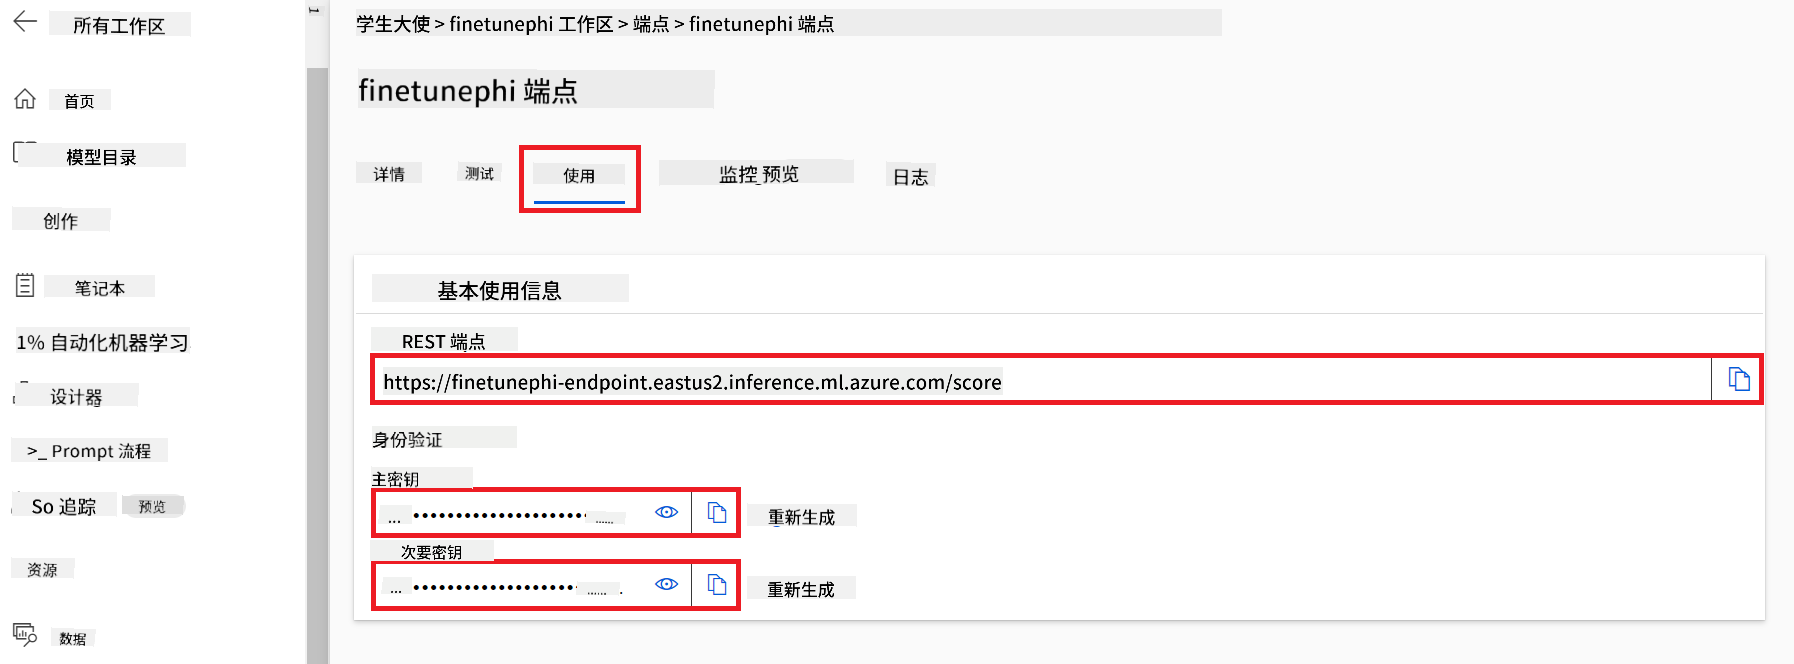 所有工作区
首页
模型目录
创作
笔记本
1% 自动化机器学习
设计器
>_ Prompt 流程
So 追踪 预览
资源
数据
学生大使 > finetunephi 工作区 > 端点 > finetunephi 端点
finetunephi 端点
详情 测试 使用 监控_预览 日志
基本使用信息
REST 端点
https://finetunephi-endpoint.eastus2.inference.ml.azure.com/score
身份验证
主密钥
重新生成
次要密钥
重新生成